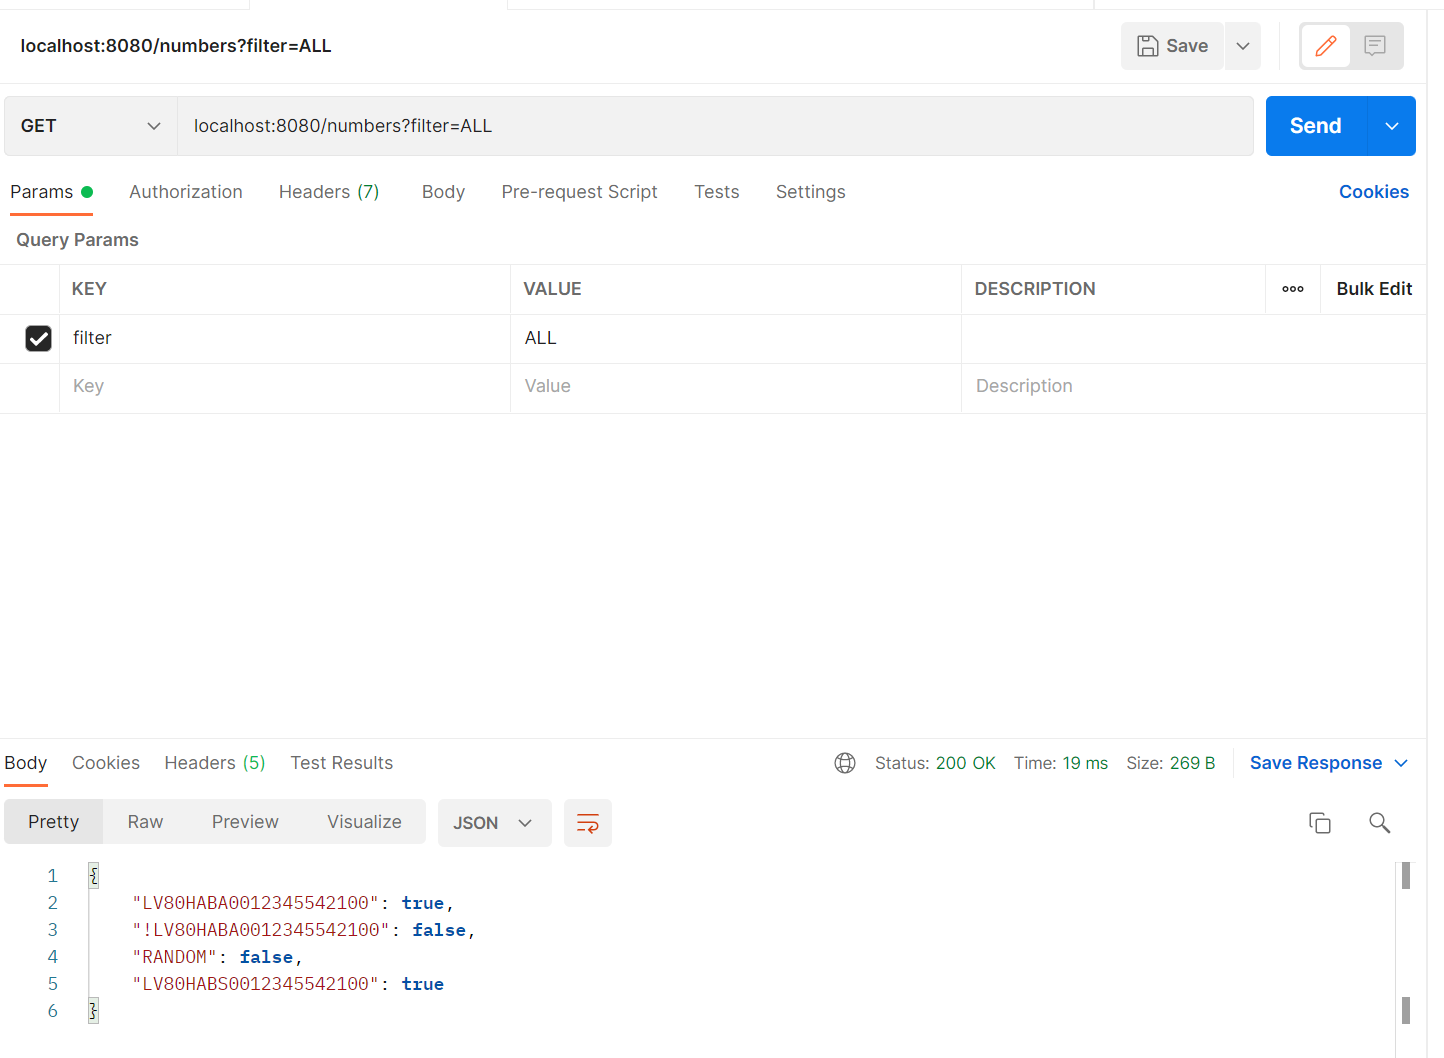 localhost:8080/numbers?filter=ALL
Save
GET localhost:8080/numbers?filter=ALL Send
Params Authorization Headers (7) Body Pre-request Script Tests Settings Cookies
Query Params
KEY VALUE DESCRIPTION ooo Bulk Edit
filter ALL
Key Value Description
Body Cookies Headers (5) Test Results Status: 200 OK Time: 19 ms Size: 269 B Save Response
Pretty Raw Preview Visualize JSON
1 {
2 "LV80HABA0012345542100": true,
3 "!LV80HABA0012345542100": false,
4 "RANDOM": false,
5 "LV80HABS0012345542100": true
6 }